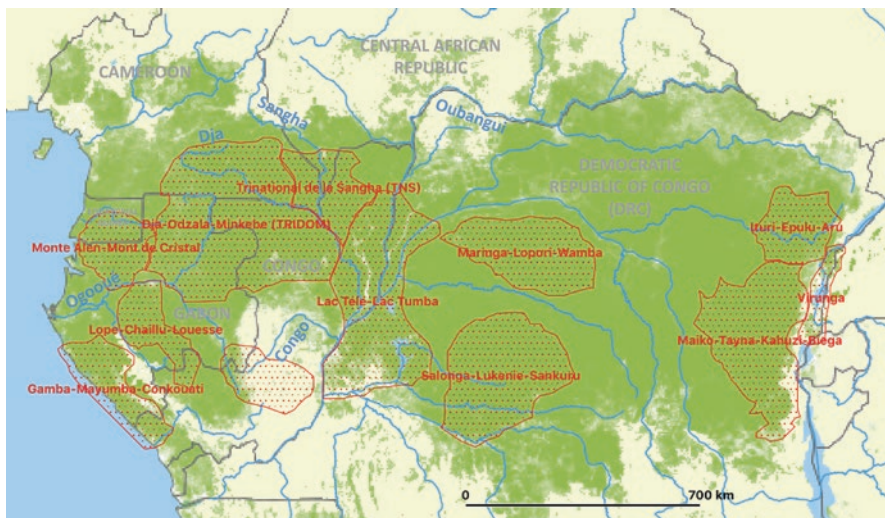 CENTRAL AFRICAN
REPUBLIC
CAMEROON
Sangha
Oubangui
Dja
DEMOCRATIC
REPUBLIC OF CONGO
(DRC)
Trinational de la Sangha (TNS)
Dja-Odzala-Minkebe (TRIDOM)
Ituri-Epulu-Aru
Monte Alen-Mont de Cristal
Maringa-Lopori-Wamba
CONGO
Ogooué
Lac Tele-Lac Tumba
Virunga
GABON
Lope-Chaillu-Louesse
Congo
Maiko-Tayna-Kahuzi-Biega
Gamba-Mayumba-Conkouati
Salonga-Lukenie-Sankuru
0 700 km